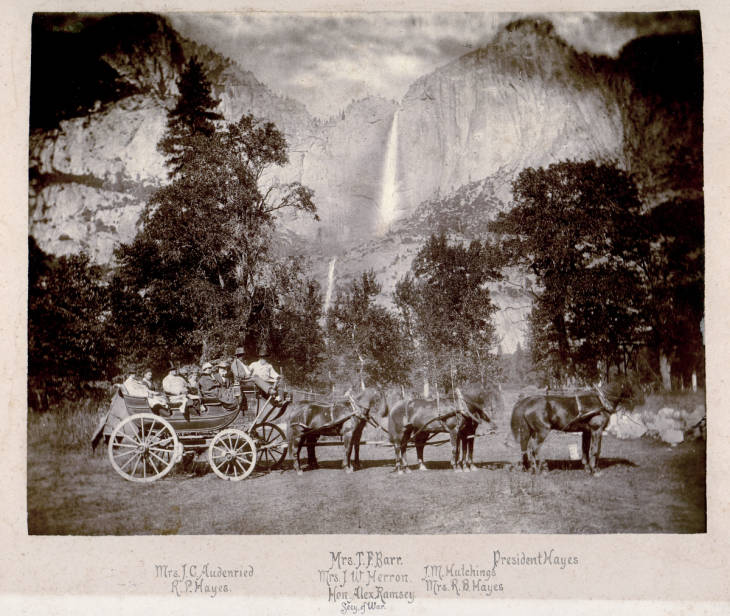 Mrs. J. C. Audenried
R. P. Hayes.
Mrs. T. F. Barr.
Mrs. J. W. Herron.
Hon. Alex Ramsey
Secy. of War.
J. M. Hutchings
Mrs. R. B. Hayes
President Hayes